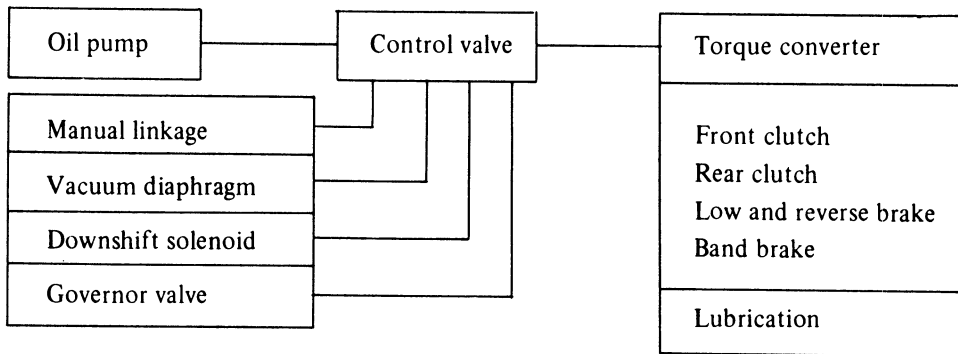 Oil pump
Control valve
Manual linkage
Vacuum diaphragm
Downshift solenoid
Governor valve
Torque converter
Front clutch
Rear clutch
Low and reverse brake
Band brake
Lubrication